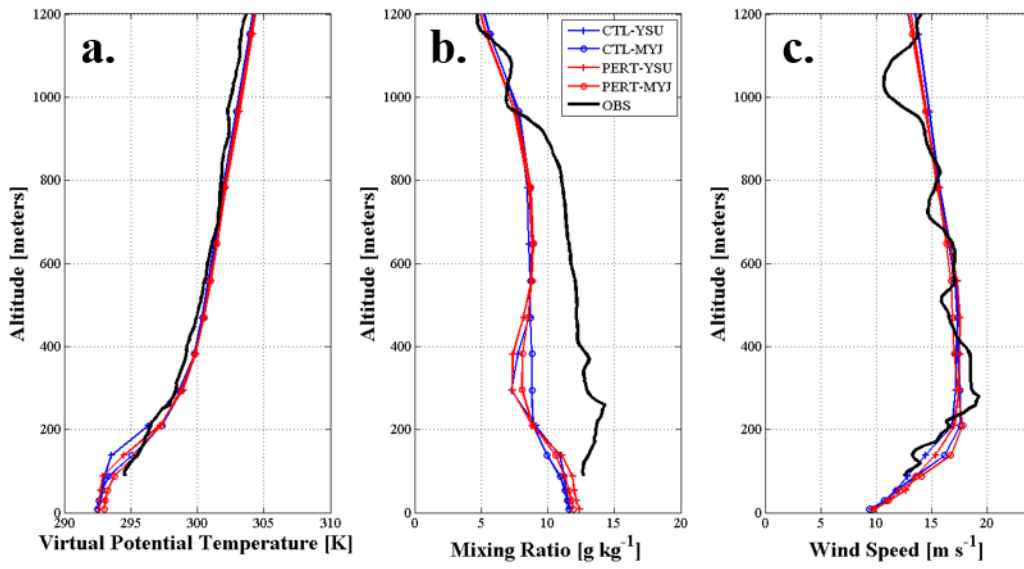 a.
1200
1000
800
600
400
200
0
Altitude [meters]
290 295 300 305 310
Virtual Potential Temperature [K]
b.
CTL-YSU
CTL-MYJ
PERT-YSU
PERT-MYJ
OBS
1200
1000
800
600
400
200
0
Altitude [meters]
0 5 10 15 20
Mixing Ratio [g kg⁻¹]
c.
1200
1000
800
600
400
200
0
Altitude [meters]
0 5 10 15 20
Wind Speed [m s⁻¹]